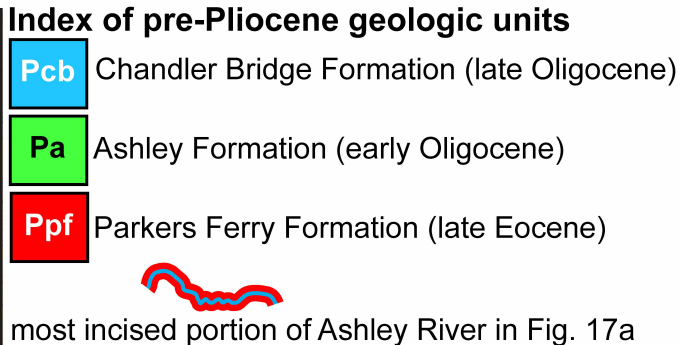 Index of pre-Pliocene geologic units
Pcb Chandler Bridge Formation (late Oligocene)
Pa Ashley Formation (early Oligocene)
Ppf Parkers Ferry Formation (late Eocene)
most incised portion of Ashley River in Fig. 17a